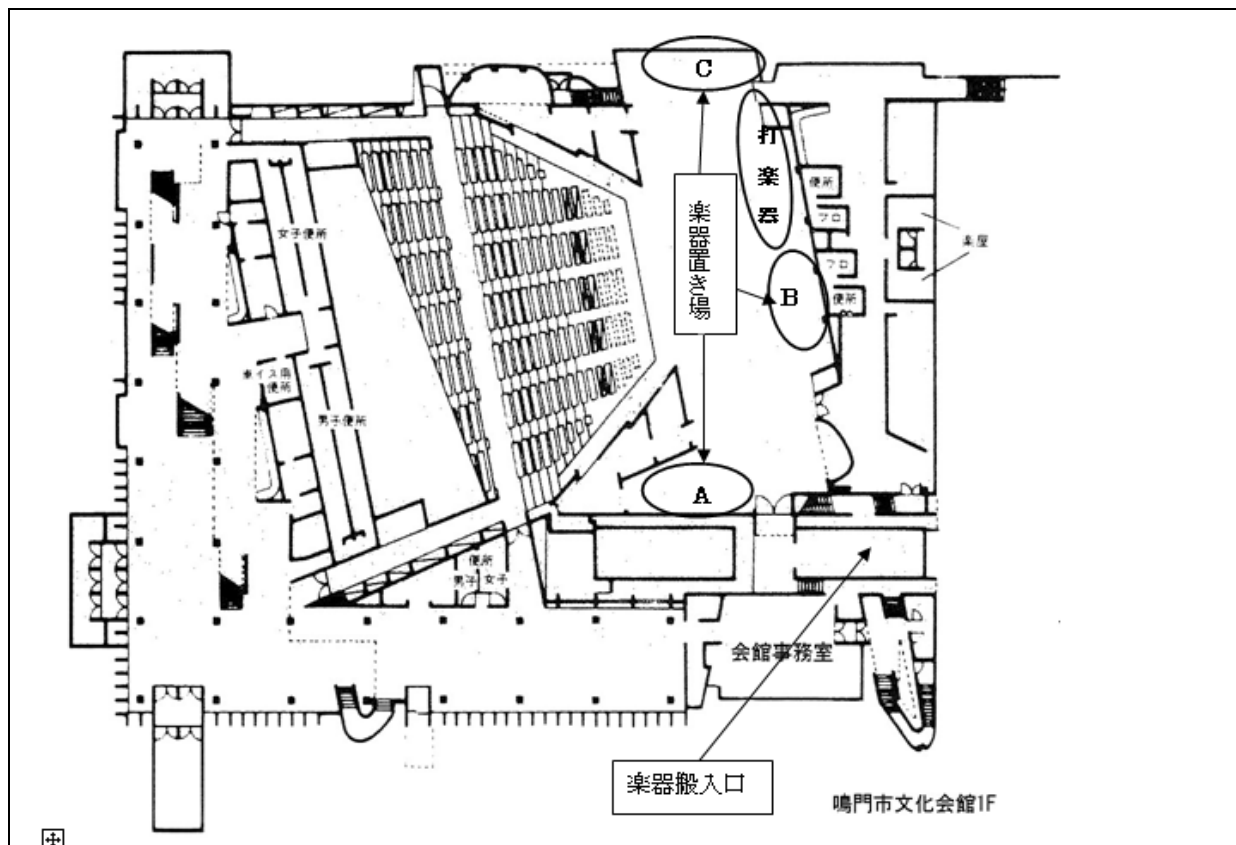 C
打楽器
便所
フロ
楽器置き場
楽屋
女子便所
フロ
B
便所
車イス用
便所
男子便所
A
便所
男子 女子
会館事務室
楽器搬入口
鳴門市文化会館1F